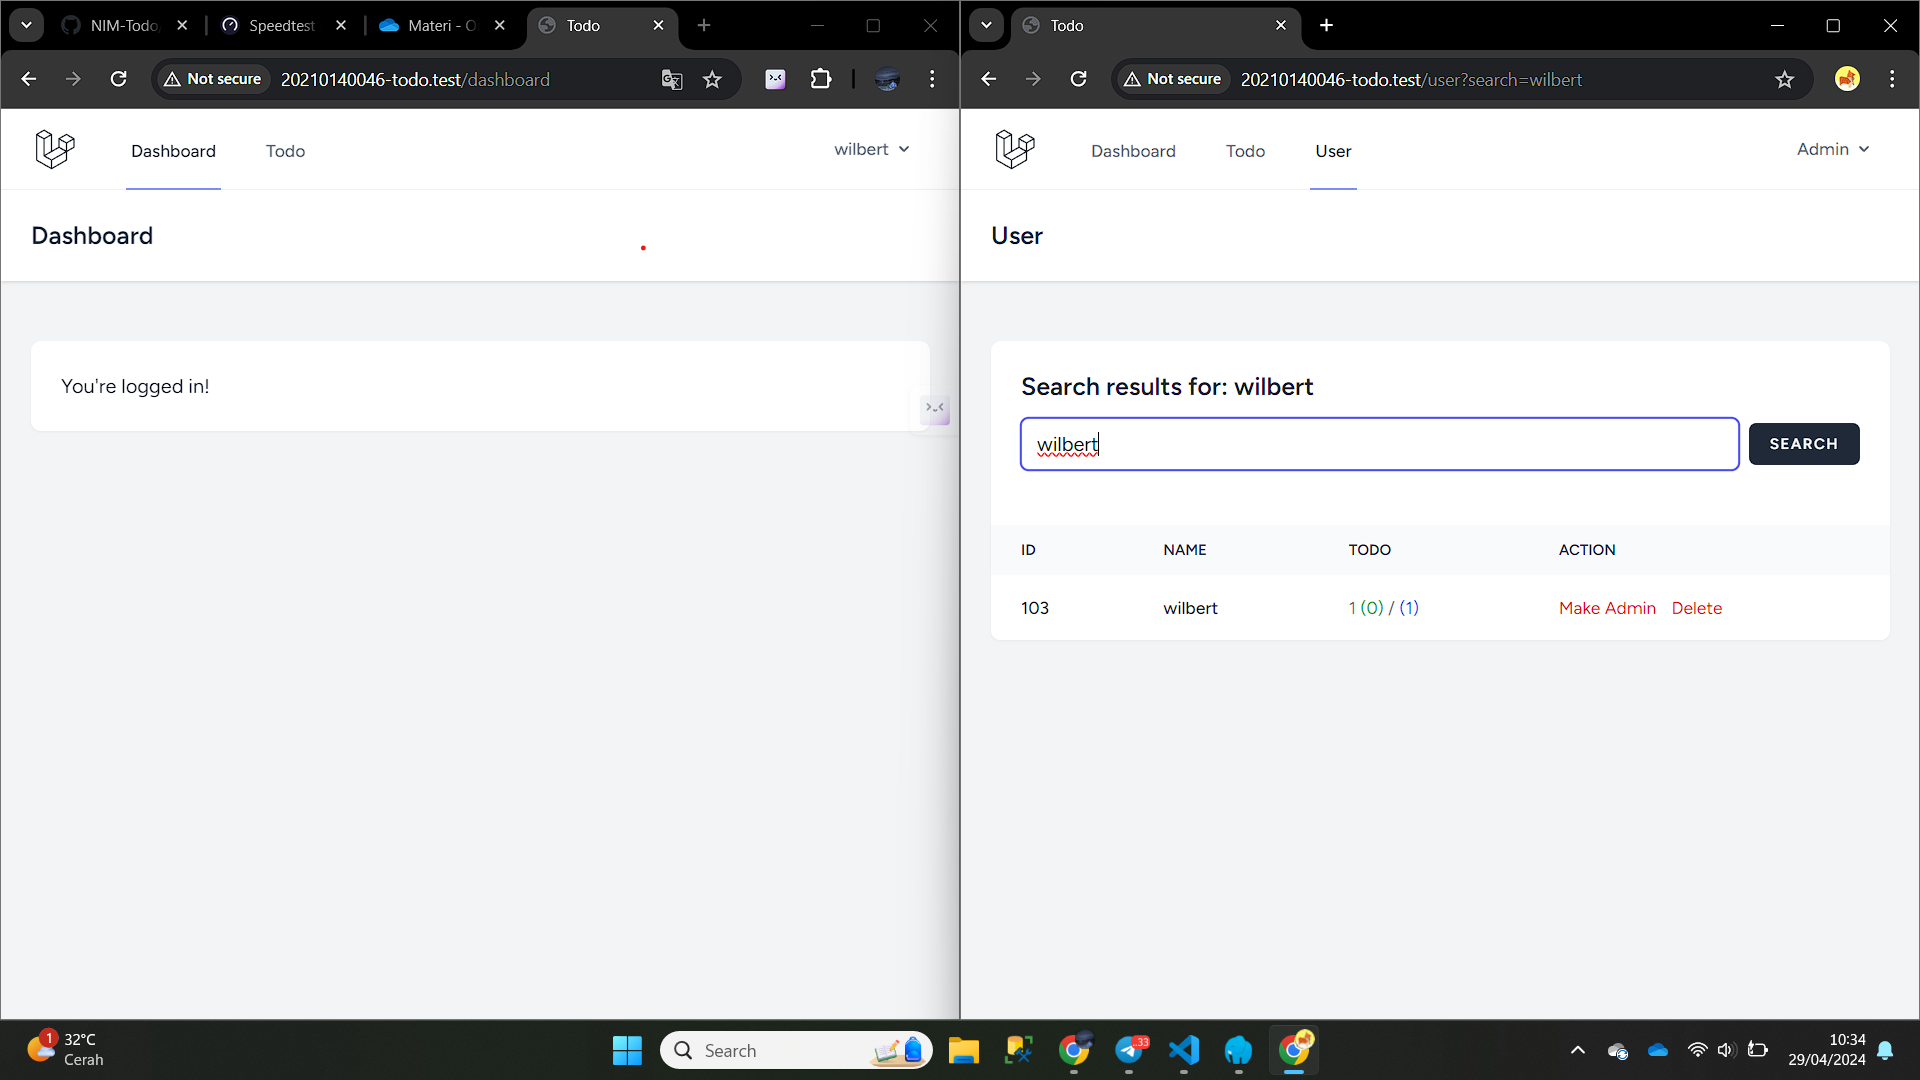 NIM-Todo
Speedtest
Materi - O
Todo
Not secure
20210140046-todo.test/dashboard
Dashboard
Todo
wilbert
Dashboard
You're logged in!
Todo
Not secure
20210140046-todo.test/user?search=wilbert
Dashboard
Todo
User
Admin
User
Search results for: wilbert
wilbert
SEARCH
ID NAME TODO ACTION
103 wilbert 1 (0) / (1) Make Admin Delete
1
32°C
Cerah
Search
33
10:34
29/04/2024